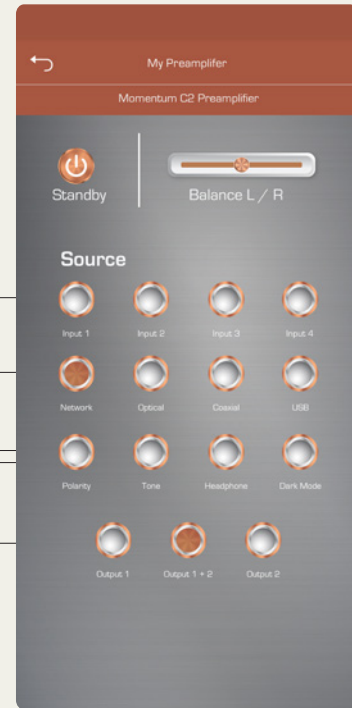 My Preamplifer
Momentum C2 Preamplifier
Standby
Balance L / R
Source
Input 1
Input 2
Input 3
Input 4
Network
Optical
Coaxial
USB
Polarity
Tone
Headphone
Dark Mode
Output 1
Output 1 + 2
Output 2